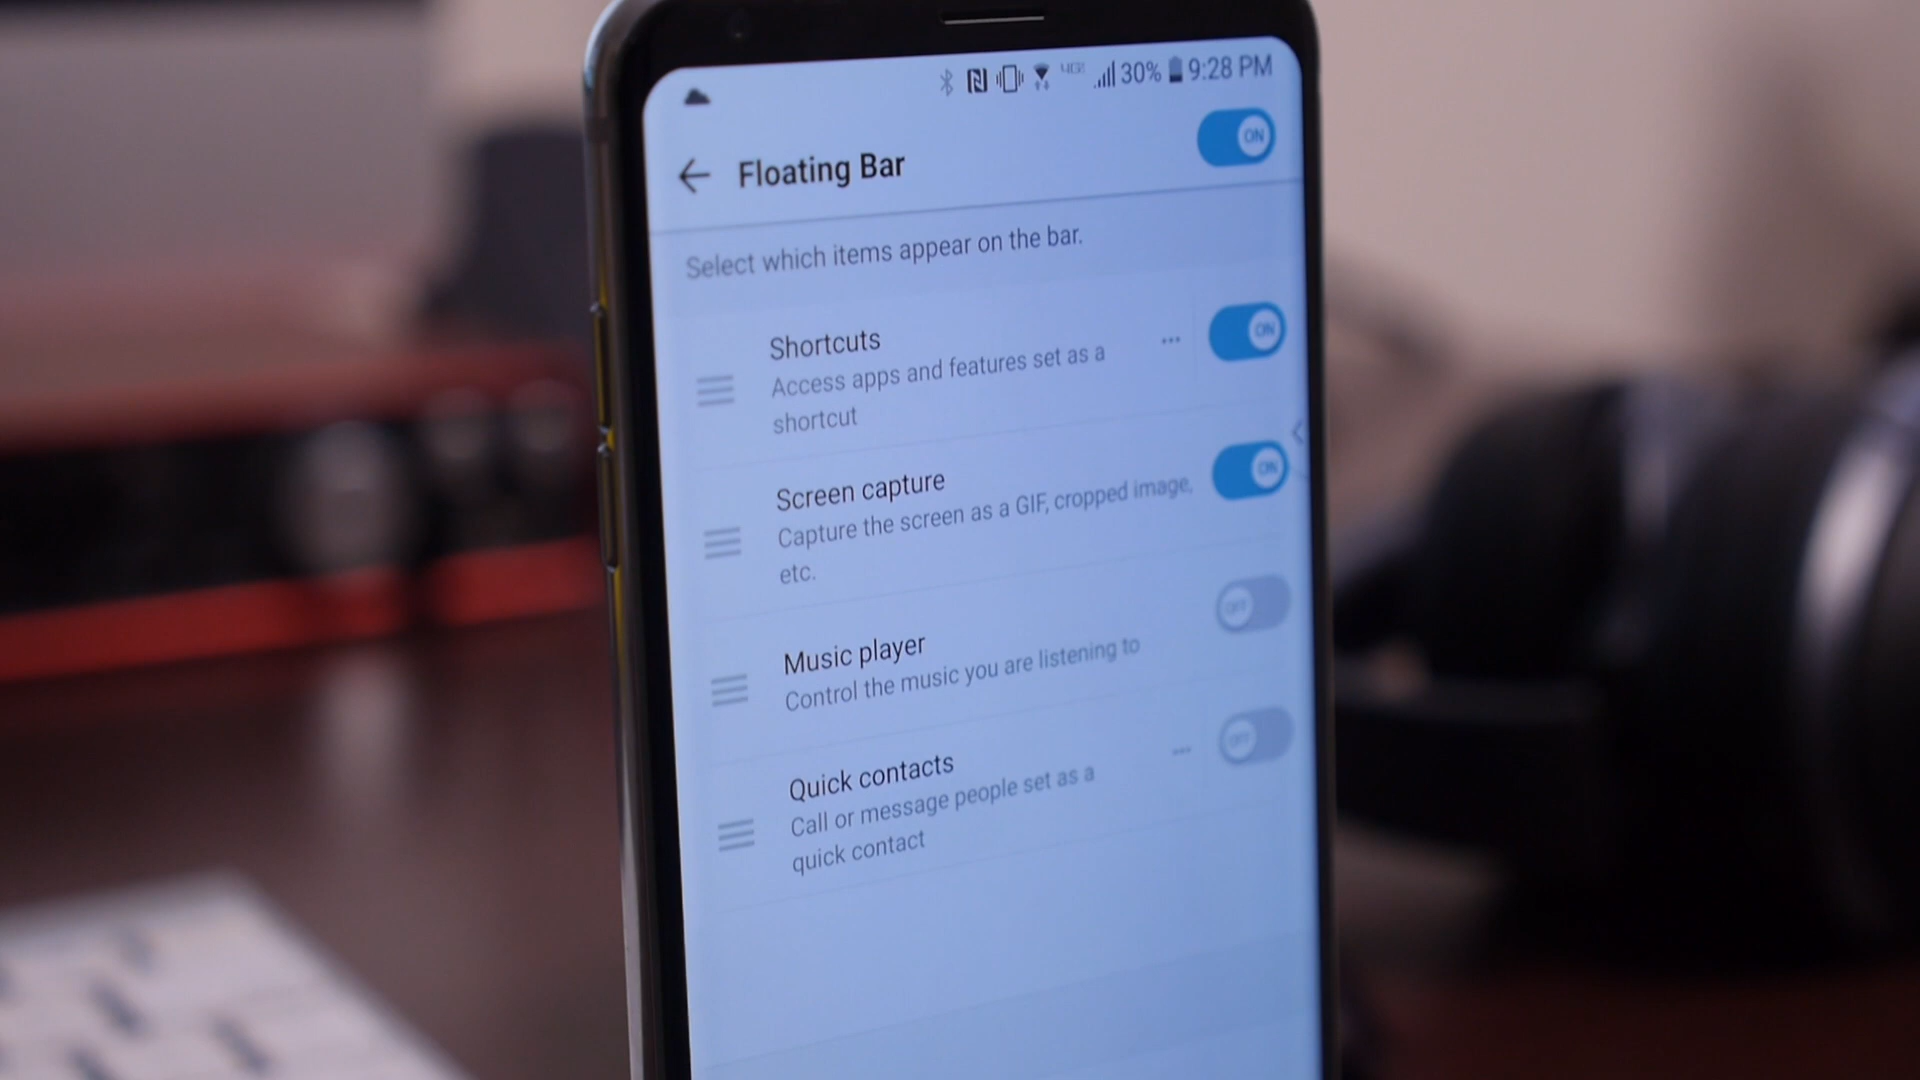 4GE 30% 9:28 PM
Floating Bar ON
Select which items appear on the bar.
Shortcuts
Access apps and features set as a
shortcut
ON
Screen capture
Capture the screen as a GIF, cropped image,
etc.
ON
Music player
Control the music you are listening to
OFF
Quick contacts
Call or message people set as a
quick contact
OFF